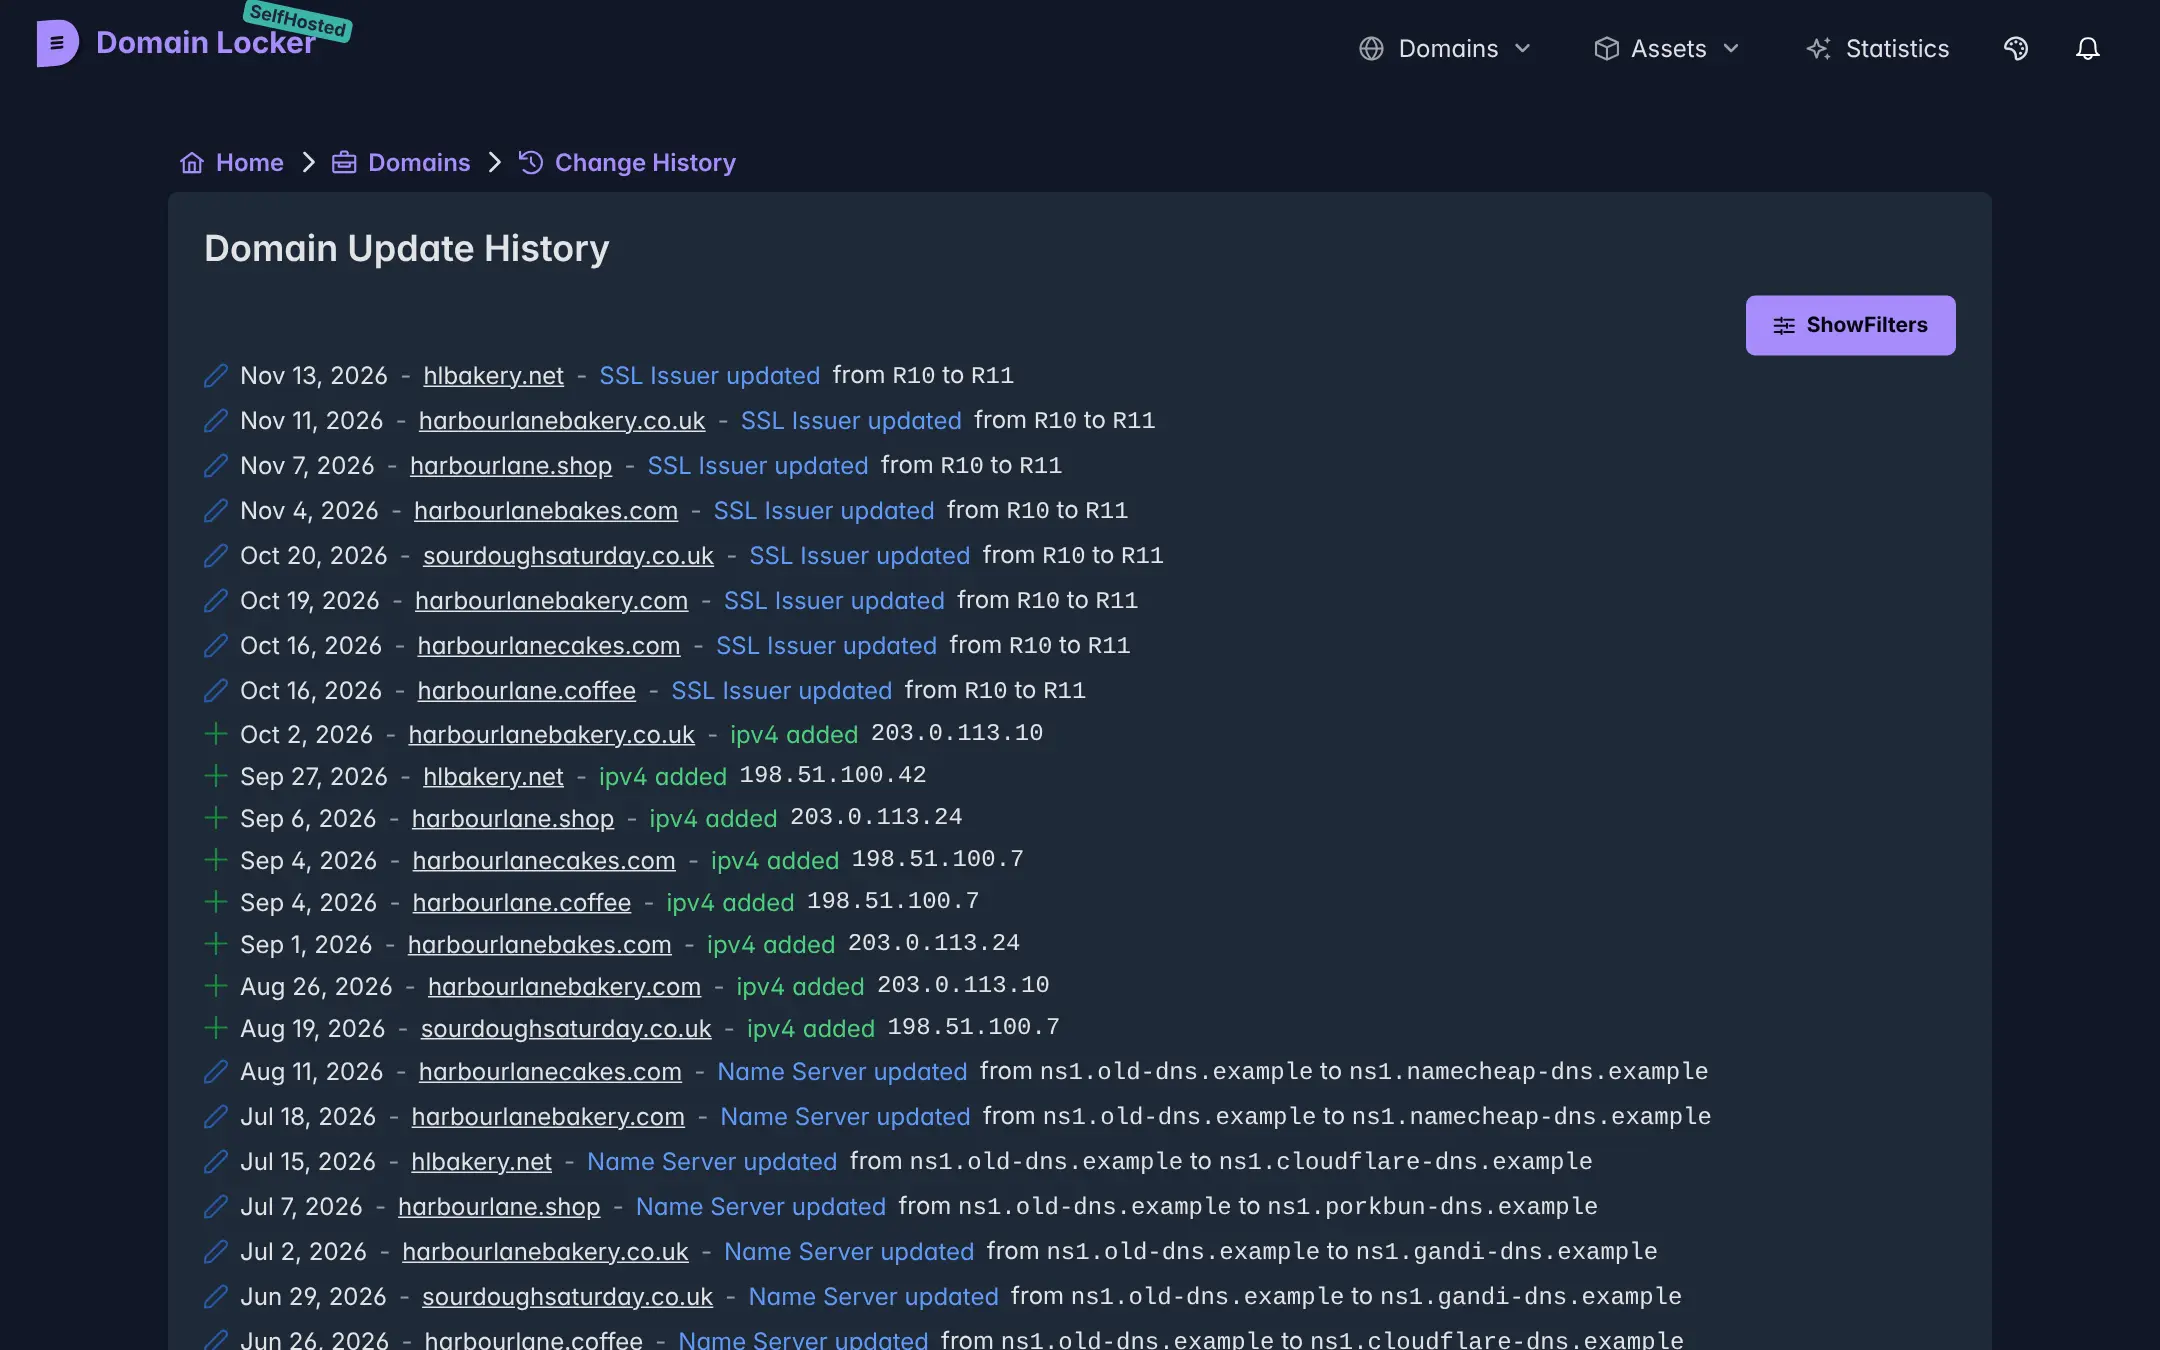 SelfHosted
Domain Locker
Domains
Assets
Statistics
Home
Domains
Change History
Domain Update History
ShowFilters
Nov 13, 2026 - hlbakery.net - SSL Issuer updated from R10 to R11
Nov 11, 2026 - harbourlanebakery.co.uk - SSL Issuer updated from R10 to R11
Nov 7, 2026 - harbourlane.shop - SSL Issuer updated from R10 to R11
Nov 4, 2026 - harbourlanebakes.com - SSL Issuer updated from R10 to R11
Oct 20, 2026 - sourdoughsaturday.co.uk - SSL Issuer updated from R10 to R11
Oct 19, 2026 - harbourlanebakery.com - SSL Issuer updated from R10 to R11
Oct 16, 2026 - harbourlanecakes.com - SSL Issuer updated from R10 to R11
Oct 16, 2026 - harbourlane.coffee - SSL Issuer updated from R10 to R11
Oct 2, 2026 - harbourlanebakery.co.uk - ipv4 added 203.0.113.10
Sep 27, 2026 - hlbakery.net - ipv4 added 198.51.100.42
Sep 6, 2026 - harbourlane.shop - ipv4 added 203.0.113.24
Sep 4, 2026 - harbourlanecakes.com - ipv4 added 198.51.100.7
Sep 4, 2026 - harbourlane.coffee - ipv4 added 198.51.100.7
Sep 1, 2026 - harbourlanebakes.com - ipv4 added 203.0.113.24
Aug 26, 2026 - harbourlanebakery.com - ipv4 added 203.0.113.10
Aug 19, 2026 - sourdoughsaturday.co.uk - ipv4 added 198.51.100.7
Aug 11, 2026 - harbourlanecakes.com - Name Server updated from ns1.old-dns.example to ns1.namecheap-dns.example
Jul 18, 2026 - harbourlanebakery.com - Name Server updated from ns1.old-dns.example to ns1.namecheap-dns.example
Jul 15, 2026 - hlbakery.net - Name Server updated from ns1.old-dns.example to ns1.cloudflare-dns.example
Jul 7, 2026 - harbourlane.shop - Name Server updated from ns1.old-dns.example to ns1.porkbun-dns.example
Jul 2, 2026 - harbourlanebakery.co.uk - Name Server updated from ns1.old-dns.example to ns1.gandi-dns.example
Jun 29, 2026 - sourdoughsaturday.co.uk - Name Server updated from ns1.old-dns.example to ns1.gandi-dns.example
Jun 26, 2026 - harbourlane.coffee - Name Server updated from ns1.old-dns.example to ns1.cloudflare-dns.example